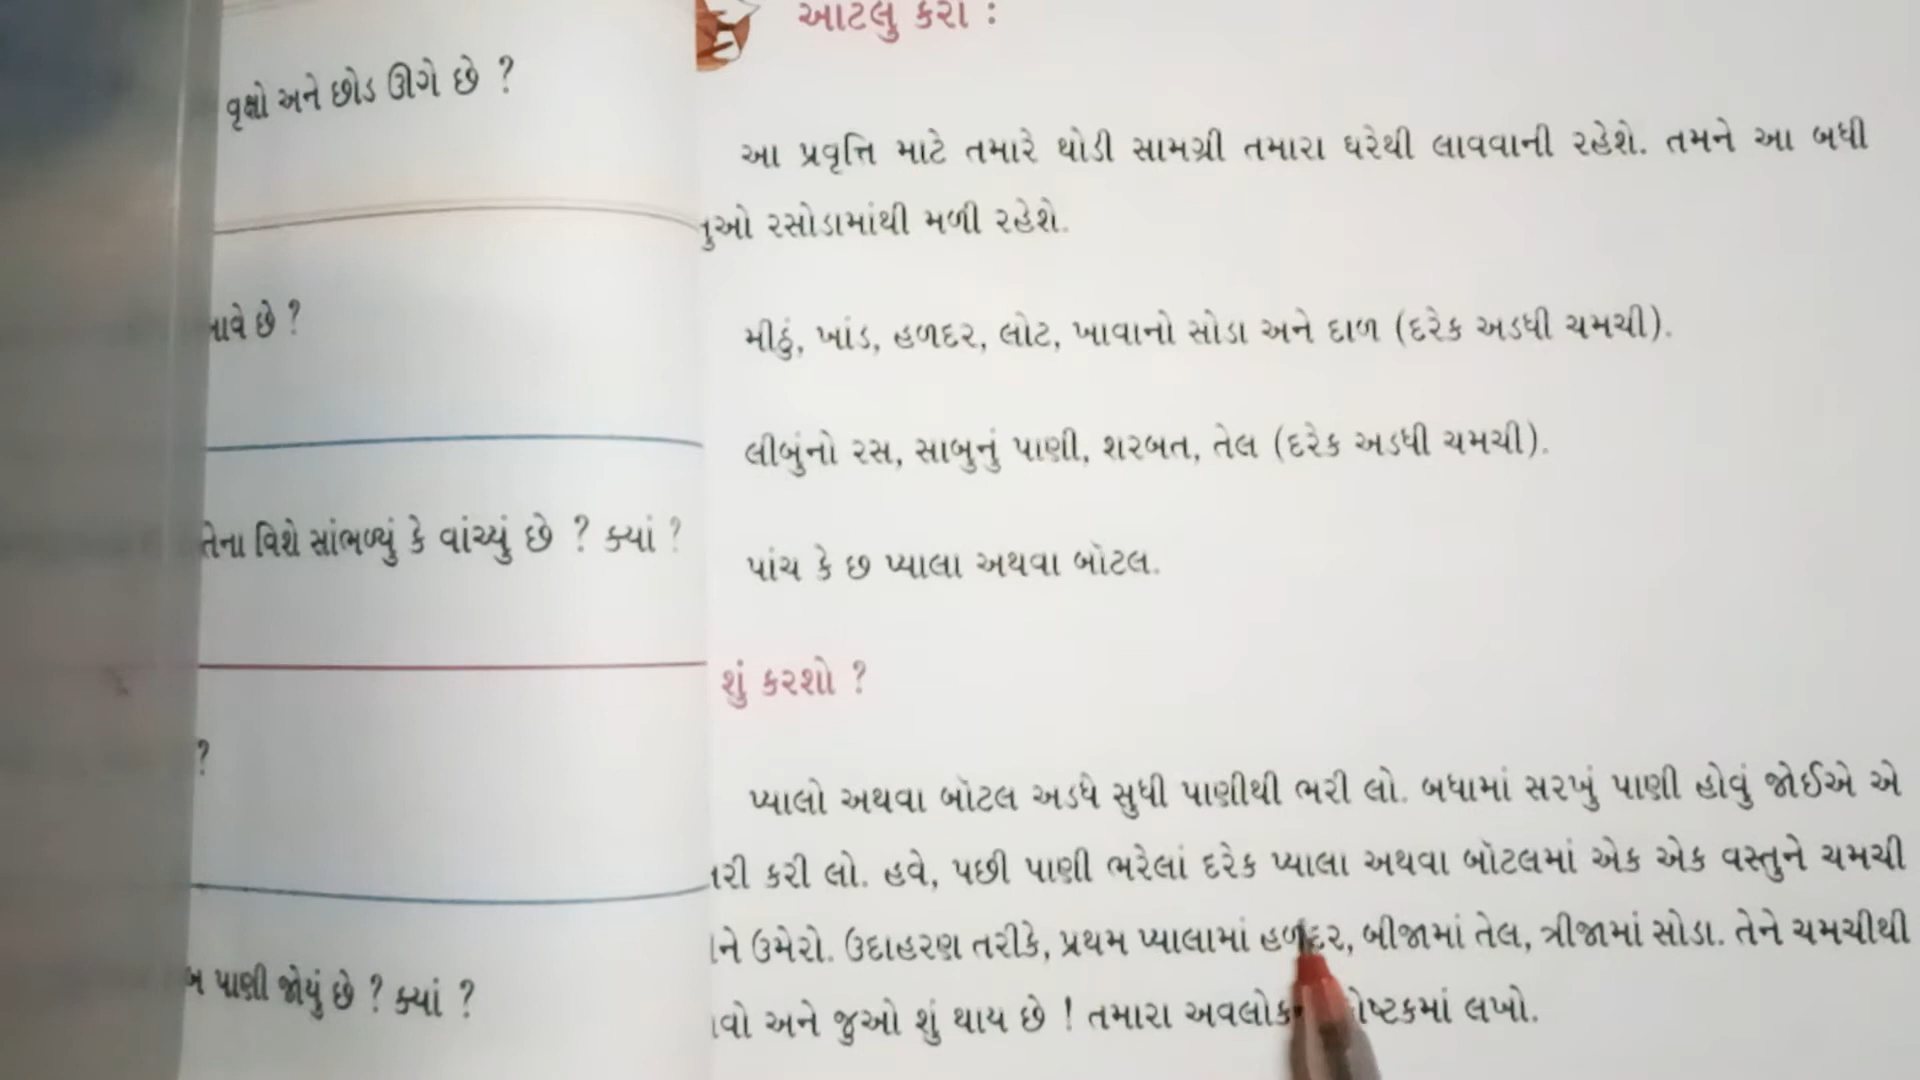 વૃક્ષો અને છોડ ઊગે છે ?
છે ?
તેના વિશે સાંભળ્યું કે વાંચ્યું છે ? ક્યાં ?
?
પાણી જોયું છે ? ક્યાં ?
આટલું કરો :
આ પ્રવૃત્તિ માટે તમારે થોડી સામગ્રી તમારા ઘરેથી લાવવાની રહેશે. તમને આ બધી
રસોડામાંથી મળી રહેશે.
મીઠું, ખાંડ, હળદર, લોટ, ખાવાનો સોડા અને દાળ (દરેક અડધી ચમચી).
લીબુંનો રસ, સાબુનું પાણી, શરબત, તેલ (દરેક અડધી ચમચી).
પાંચ કે છ પ્યાલા અથવા બૉટલ.
શું કરશો ?
પ્યાલો અથવા બૉટલ અડધે સુધી પાણીથી ભરી લો. બધામાં સરખું પાણી હોવું જોઈએ એ
કરી લો. હવે, પછી પાણી ભરેલાં દરેક પ્યાલા અથવા બૉટલમાં એક એક વસ્તુને ચમચી
ઉમેરો. ઉદાહરણ તરીકે, પ્રથમ પ્યાલામાં હળદર, બીજામાં તેલ, ત્રીજામાં સોડા. તેને ચમચીથી
અને જુઓ શું થાય છે ! તમારા લખો.